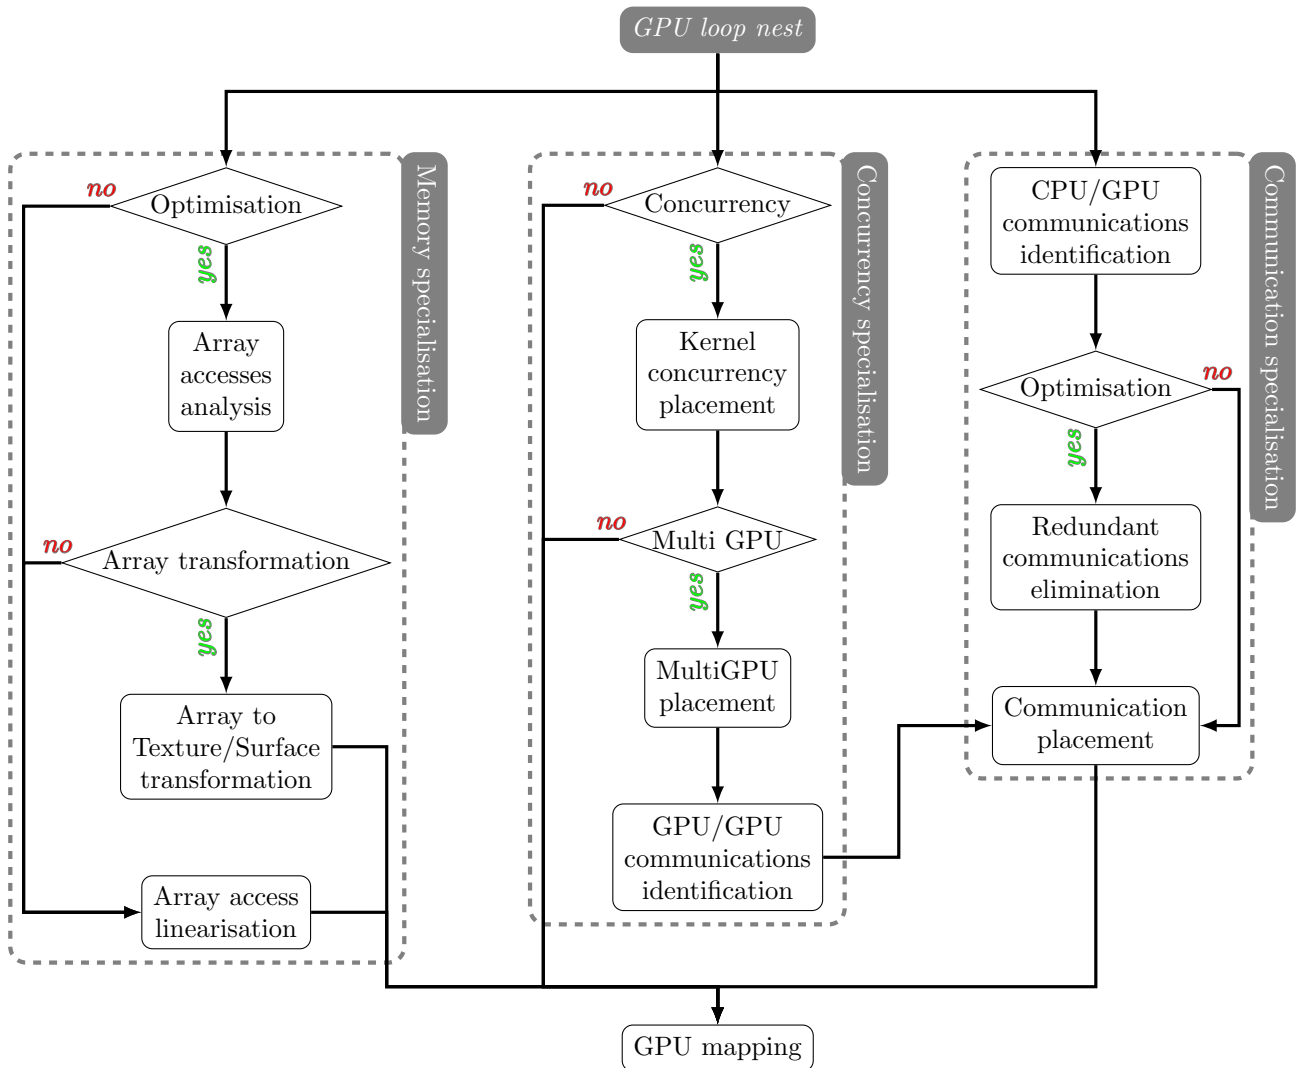 GPU loop nest
Memory specialisation
no
Optimisation
yes
Array
accesses
analysis
no
Array transformation
yes
Array to
Texture/Surface
transformation
Array access
linearisation
Concurrency specialisation
no
Concurrency
yes
Kernel
concurrency
placement
no
Multi GPU
yes
MultiGPU
placement
GPU/GPU
communications
identification
Communication specialisation
CPU/GPU
communications
identification
no
Optimisation
yes
Redundant
communications
elimination
Communication
placement
GPU mapping